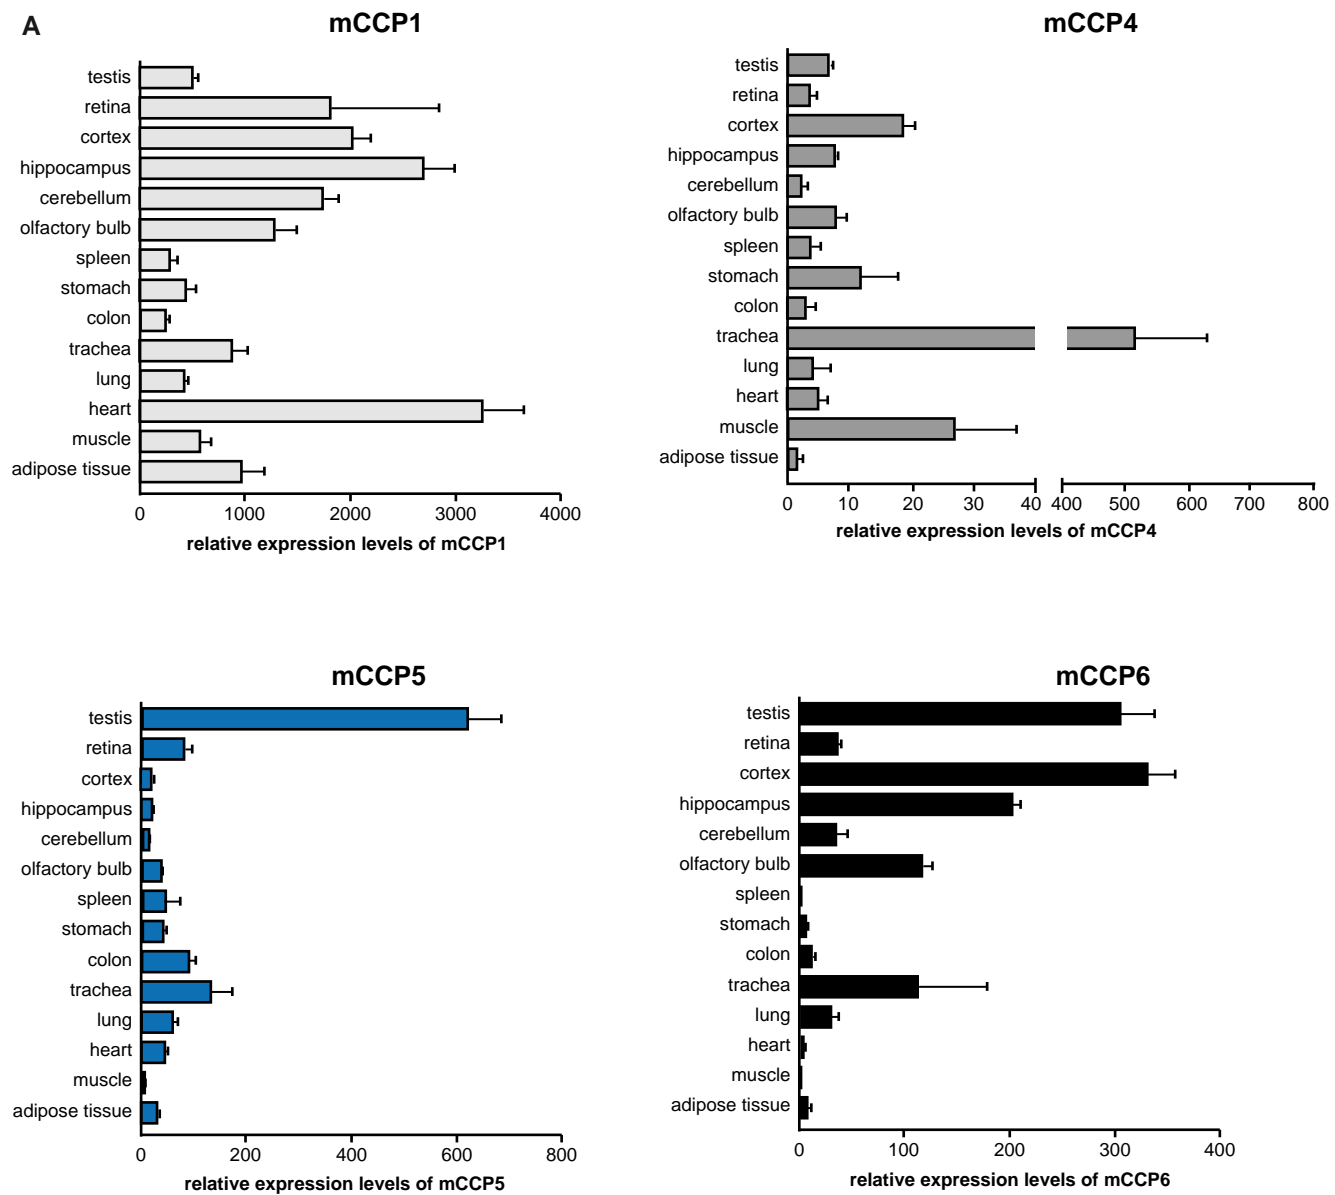 A
mCCP1
testis
retina
cortex
hippocampus
cerebellum
olfactory bulb
spleen
stomach
colon
trachea
lung
heart
muscle
adipose tissue
0 1000 2000 3000 4000
relative expression levels of mCCP1
mCCP4
testis
retina
cortex
hippocampus
cerebellum
olfactory bulb
spleen
stomach
colon
trachea
lung
heart
muscle
adipose tissue
0 10 20 30 40 400 500 600 700 800
relative expression levels of mCCP4
mCCP5
testis
retina
cortex
hippocampus
cerebellum
olfactory bulb
spleen
stomach
colon
trachea
lung
heart
muscle
adipose tissue
0 200 400 600 800
relative expression levels of mCCP5
mCCP6
testis
retina
cortex
hippocampus
cerebellum
olfactory bulb
spleen
stomach
colon
trachea
lung
heart
muscle
adipose tissue
0 100 200 300 400
relative expression levels of mCCP6